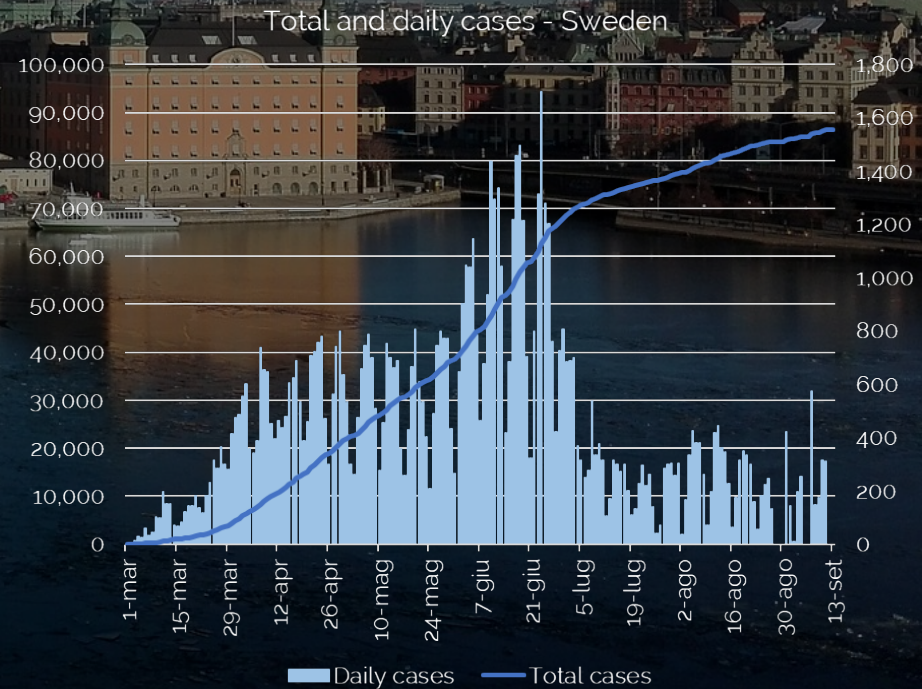 Total and daily cases - Sweden
100,000
90,000
80,000
70,000
60,000
50,000
40,000
30,000
20,000
10,000
0
1,800
1,600
1,400
1,200
1,000
800
600
400
200
0
1-mar
15-mar
29-mar
12-apr
26-apr
10-mag
24-mag
7-giu
21-giu
5-lug
19-lug
2-ago
16-ago
30-ago
13-set
Daily cases
Total cases